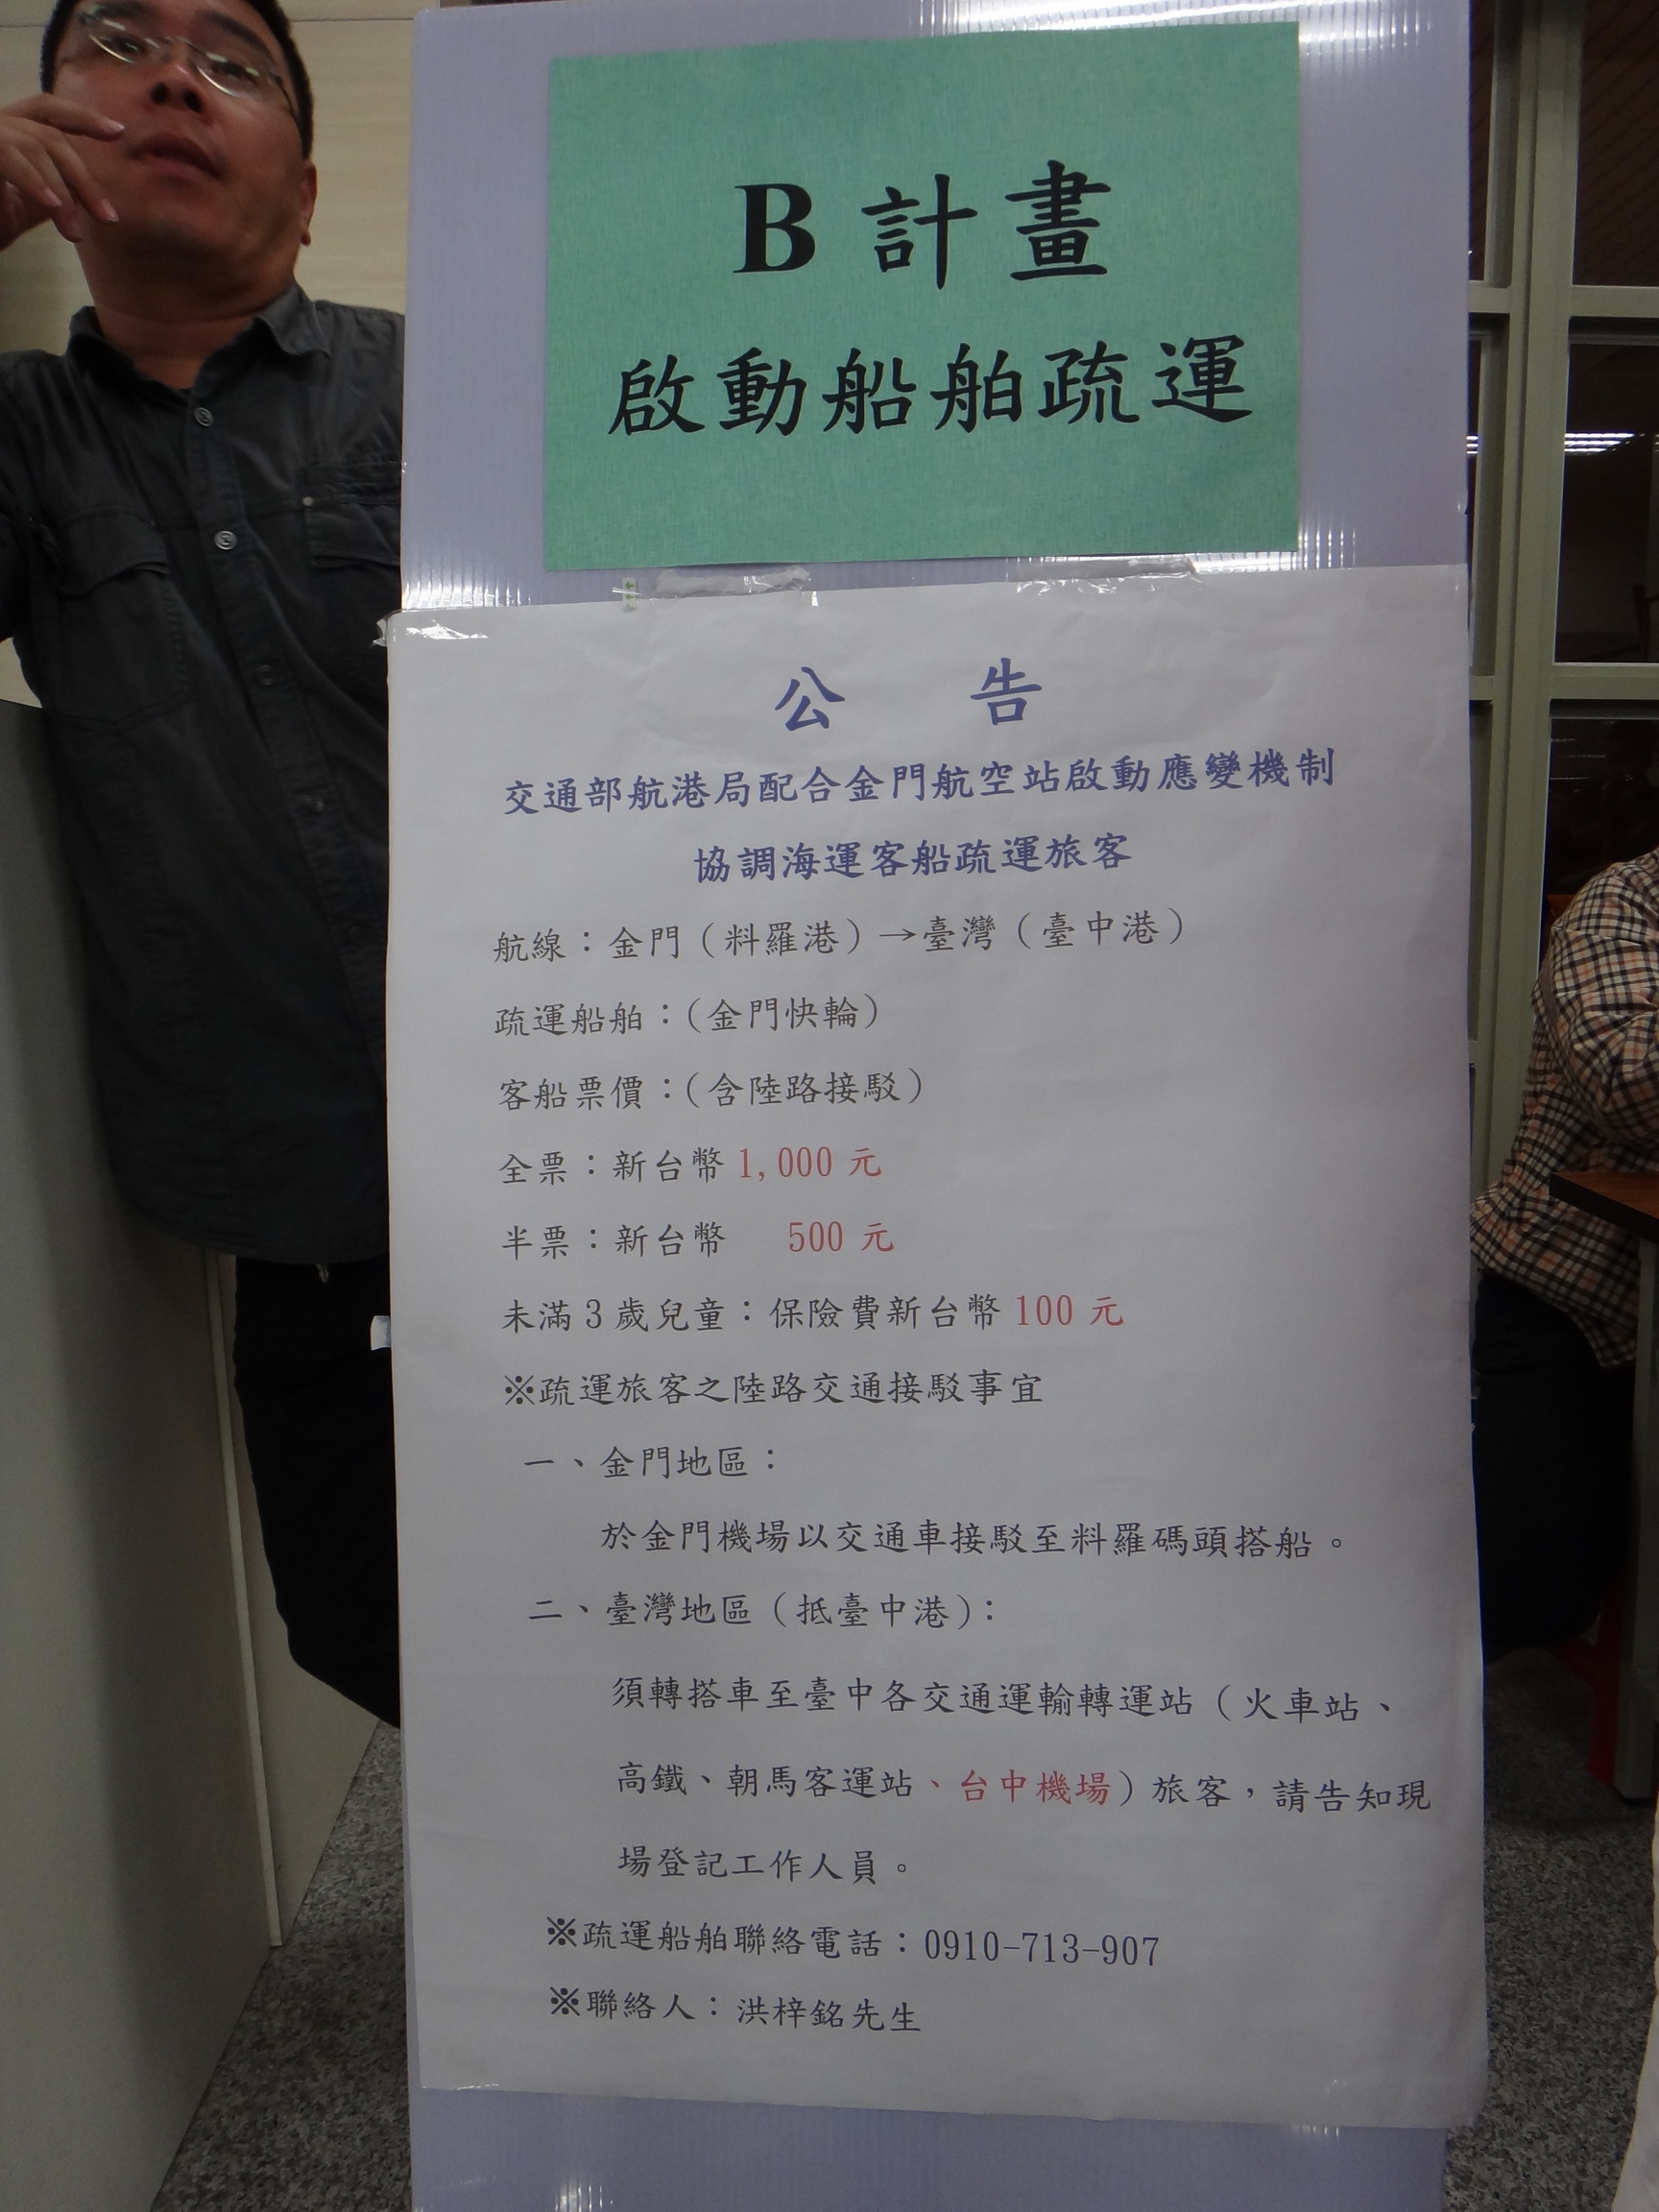 B 計畫
啟動船舶疏運
公 告
交通部航港局配合金門航空站啟動應變機制
協調海運客船疏運旅客
航線：金門（料羅港）→臺灣（臺中港）
疏運船舶：（金門快輪）
客船票價：（含陸路接駁）
全票：新台幣 1,000 元
半票：新台幣 500 元
未滿 3 歲兒童：保險費新台幣 100 元
※疏運旅客之陸路交通接駁事宜
一、金門地區：
於金門機場以交通車接駁至料羅碼頭搭船。
二、臺灣地區（抵臺中港）：
須轉搭車至臺中各交通運輸轉運站（火車站、
高鐵、朝馬客運站、台中機場）旅客，請告知現
場登記工作人員。
※疏運船舶聯絡電話：0910-713-907
※聯絡人：洪梓銘先生